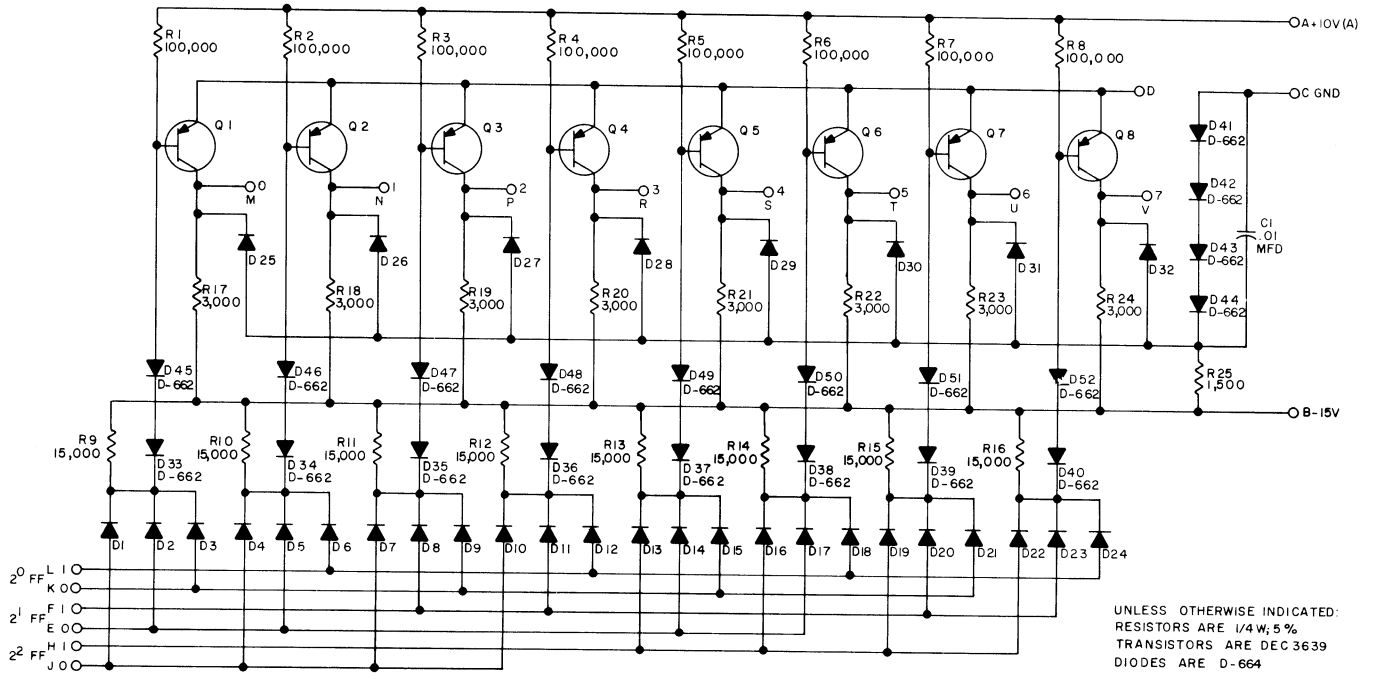 A+10V(A)
R1 100,000
R2 100,000
R3 100,000
R4 100,000
R5 100,000
R6 100,000
R7 100,000
R8 100,000
D
C GND
Q1
Q2
Q3
Q4
Q5
Q6
Q7
Q8
D41 D-662
D42 D-662
D43 D-662
D44 D-662
C1 .01 MFD
0 M
1 N
2 P
3 R
4 S
5 T
6 U
7 V
D25
D26
D27
D28
D29
D30
D31
D32
R17 3,000
R18 3,000
R19 3,000
R20 3,000
R21 3,000
R22 3,000
R23 3,000
R24 3,000
D45 D-662
D46 D-662
D47 D-662
D48 D-662
D49 D-662
D50 D-662
D51 D-662
D52 D-662
R25 1,500
B-15V
R9 15,000
R10 15,000
R11 15,000
R12 15,000
R13 15,000
R14 15,000
R15 15,000
R16 15,000
D33 D-662
D34 D-662
D35 D-662
D36 D-662
D37 D-662
D38 D-662
D39 D-662
D40 D-662
D1
D2
D3
D4
D5
D6
D7
D8
D9
D10
D11
D12
D13
D14
D15
D16
D17
D18
D19
D20
D21
D22
D23
D24
2⁰ FF L 1
K 0
2¹ FF F 1
E 0
2² FF H 1
J 0
UNLESS OTHERWISE INDICATED:
RESISTORS ARE 1/4 W; 5%
TRANSISTORS ARE DEC 3639
DIODES ARE D-664